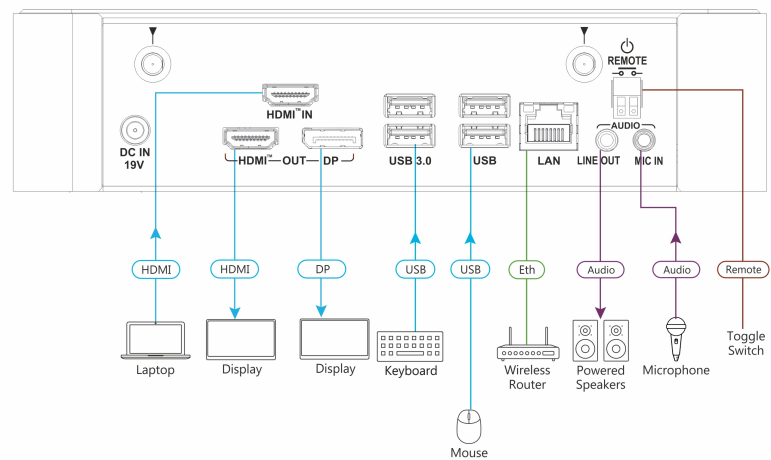 REMOTE
HDMI™ IN
AUDIO
DC IN
19V
HDMI™ OUT DP
USB 3.0
USB
LAN
LINE OUT
MIC IN
HDMI
HDMI
DP
USB
USB
Eth
Audio
Audio
Remote
Laptop
Display
Display
Keyboard
Wireless
Router
Powered
Speakers
Microphone
Toggle
Switch
Mouse